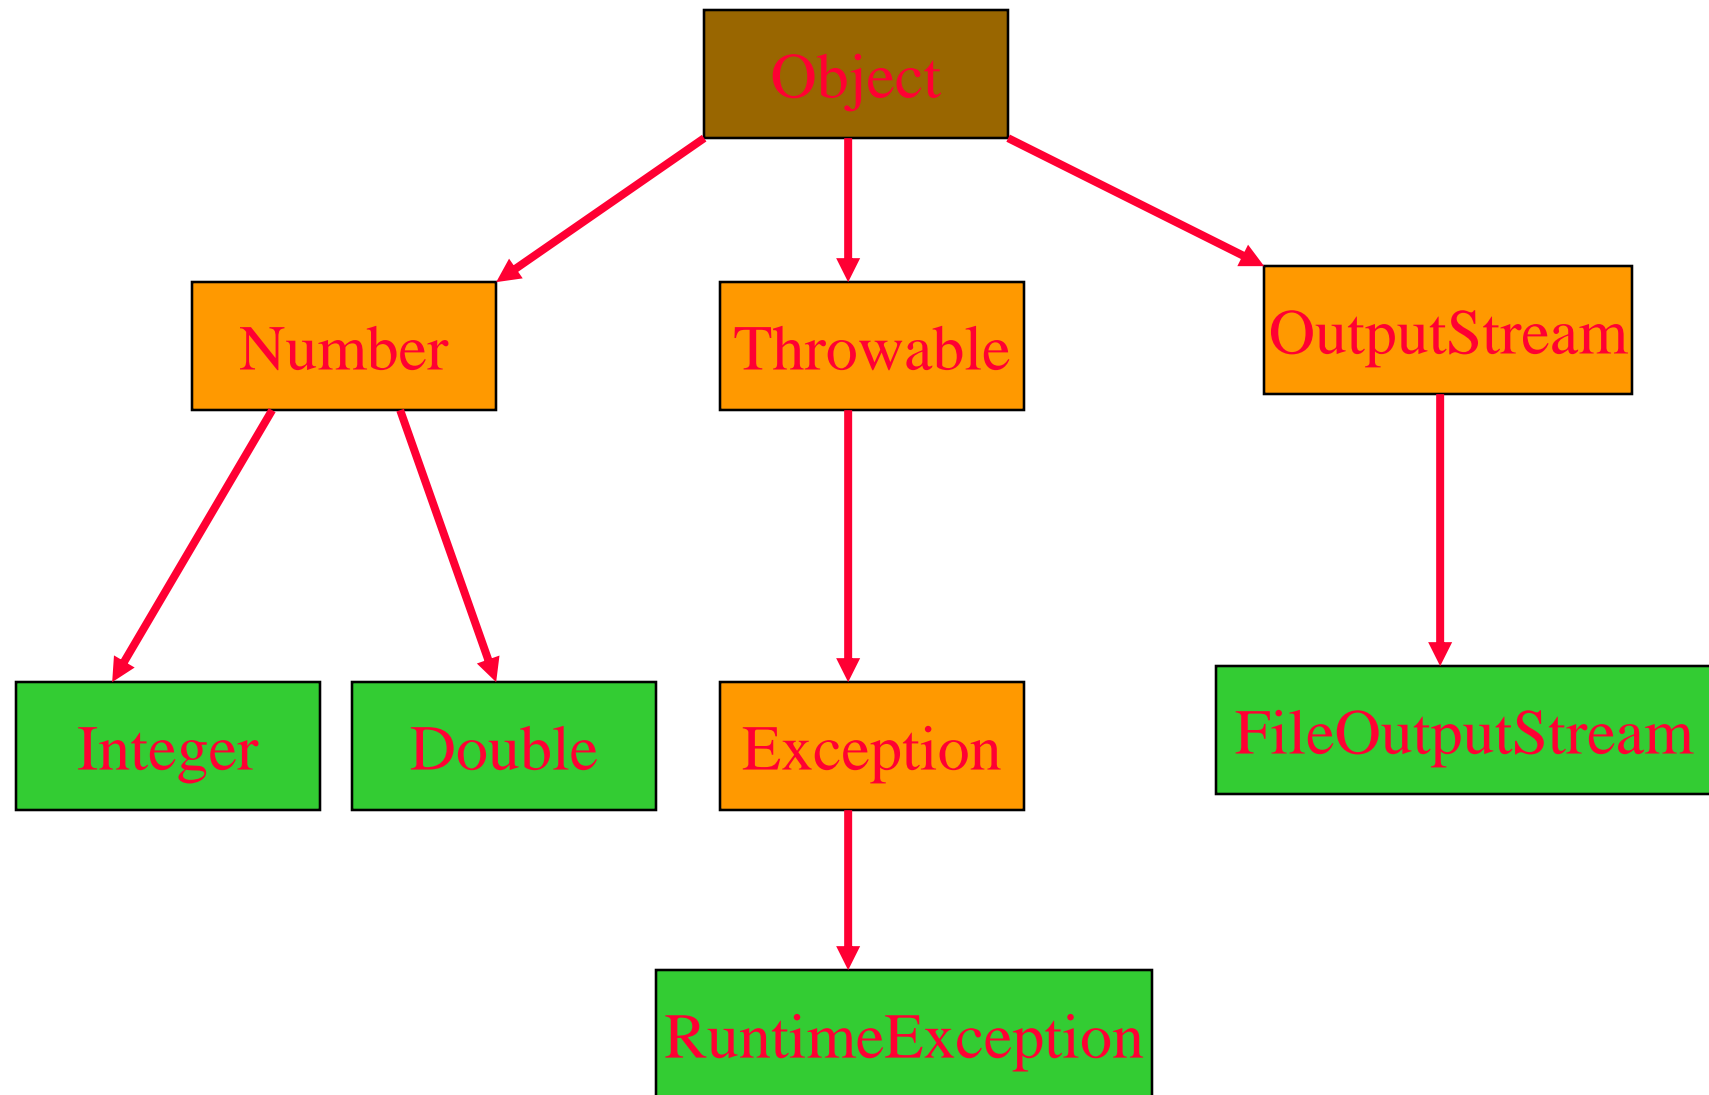 Object
Number
Throwable
OutputStream
Integer
Double
Exception
FileOutputStream
RuntimeException